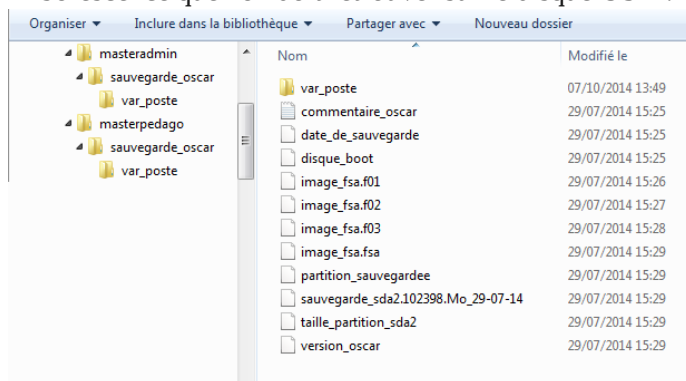 Organiser Inclure dans la bibliothèque Partager avec Nouveau dossier
masteradmin
sauvegarde_oscar
var_poste
masterpedago
sauvegarde_oscar
var_poste
Nom Modifié le
var_poste 07/10/2014 13:49
commentaire_oscar 29/07/2014 15:25
date_de_sauvegarde 29/07/2014 15:25
disque_boot 29/07/2014 15:25
image_fsa.f01 29/07/2014 15:26
image_fsa.f02 29/07/2014 15:27
image_fsa.f03 29/07/2014 15:28
image_fsa.fsa 29/07/2014 15:29
partition_sauvegardee 29/07/2014 15:29
sauvegarde_sda2.102398.Mo_29-07-14 29/07/2014 15:29
taille_partition_sda2 29/07/2014 15:29
version_oscar 29/07/2014 15:29